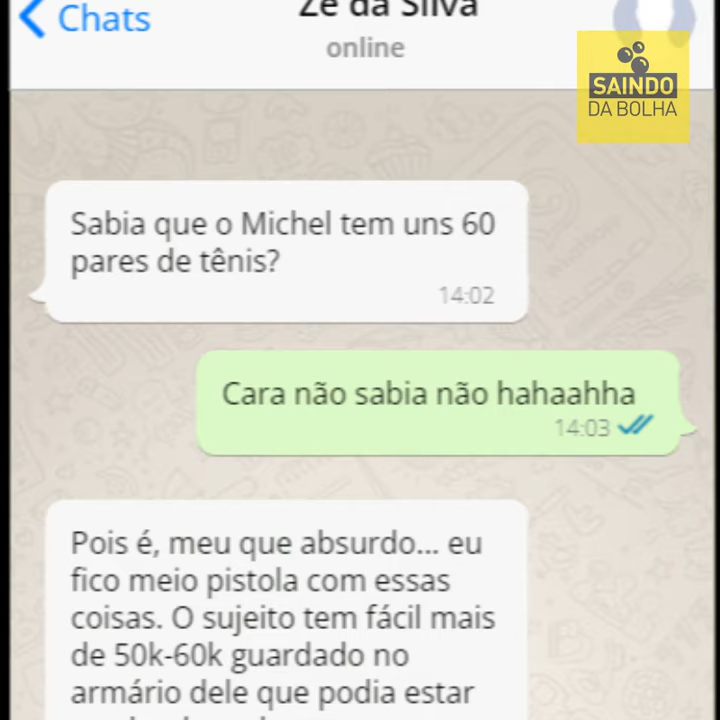 Chats
Zé da Silva
online
SAINDO
DA BOLHA
Sabia que o Michel tem uns 60
pares de tênis?
14:02
Cara não sabia não hahaahha
14:03
Pois é, meu que absurdo... eu
fico meio pistola com essas
coisas. O sujeito tem fácil mais
de 50k-60k guardado no
armário dele que podia estar